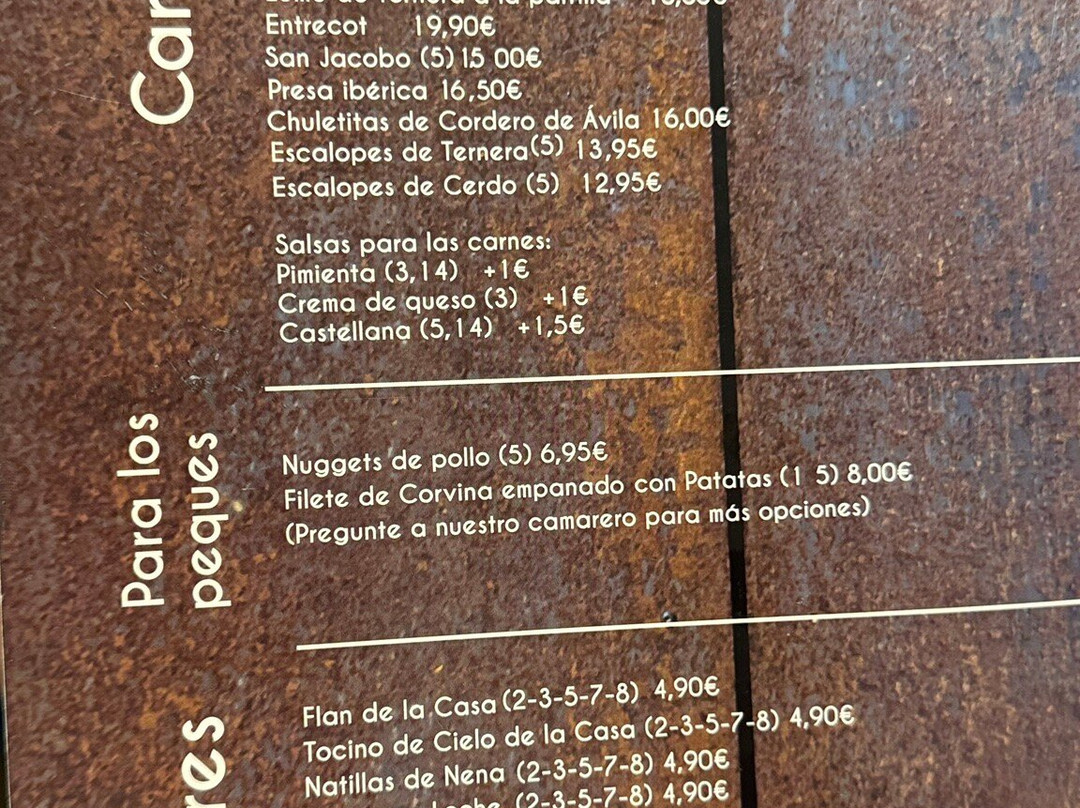 Entrecot 19,90€
San Jacobo (5) 15 00€
Presa ibérica 16,50€
Chuletitas de Cordero de Ávila 16,00€
Escalopes de Ternera (5) 13,95€
Escalopes de Cerdo (5) 12,95€
Salsas para las carnes:
Pimienta (3,14) +1€
Crema de queso (3) +1€
Castellana (5,14) +1,5€
Para los
peques
Nuggets de pollo (5) 6,95€
Filete de Corvina empanado con Patatas (1 5) 8,00€
(Pregunte a nuestro camarero para más opciones)
Flan de la Casa (2-3-5-7-8) 4,90€
Tocino de Cielo de la Casa (2-3-5-7-8) 4,90€
Natillas de Nena (2-3-5-7-8) 4,90€
(2-3-5-7-8) 4,90€